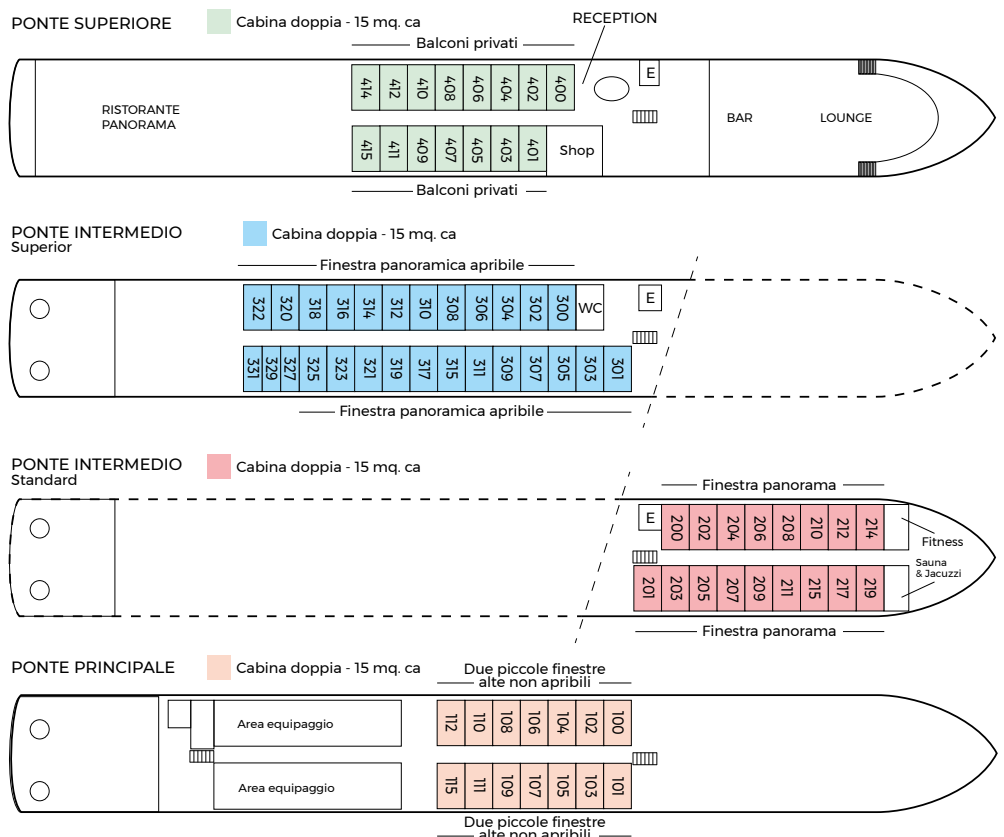 PONTE SUPERIORE
Cabina doppia - 15 mq. ca
RECEPTION
Balconi privati
414 412 410 408 406 404 402 400
E
RISTORANTE
PANORAMA
BAR
LOUNGE
415 411 409 407 405 403 401
Shop
Balconi privati
PONTE INTERMEDIO
Superior
Cabina doppia - 15 mq. ca
Finestra panoramica apribile
322 320 318 316 314 312 310 308 306 304 302 300
WC
E
331 329 327 325 323 321 319 317 315 311 309 307 305 303 301
Finestra panoramica apribile
PONTE INTERMEDIO
Standard
Cabina doppia - 15 mq. ca
Finestra panorama
E
200 202 204 206 208 210 212 214
Fitness
Sauna
& Jacuzzi
201 203 205 207 209 211 215 217 219
Finestra panorama
PONTE PRINCIPALE
Cabina doppia - 15 mq. ca
Due piccole finestre
alte non apribili
Area equipaggio
112 110 108 106 104 102 100
Area equipaggio
115 111 109 107 105 103 101
Due piccole finestre
alte non apribili